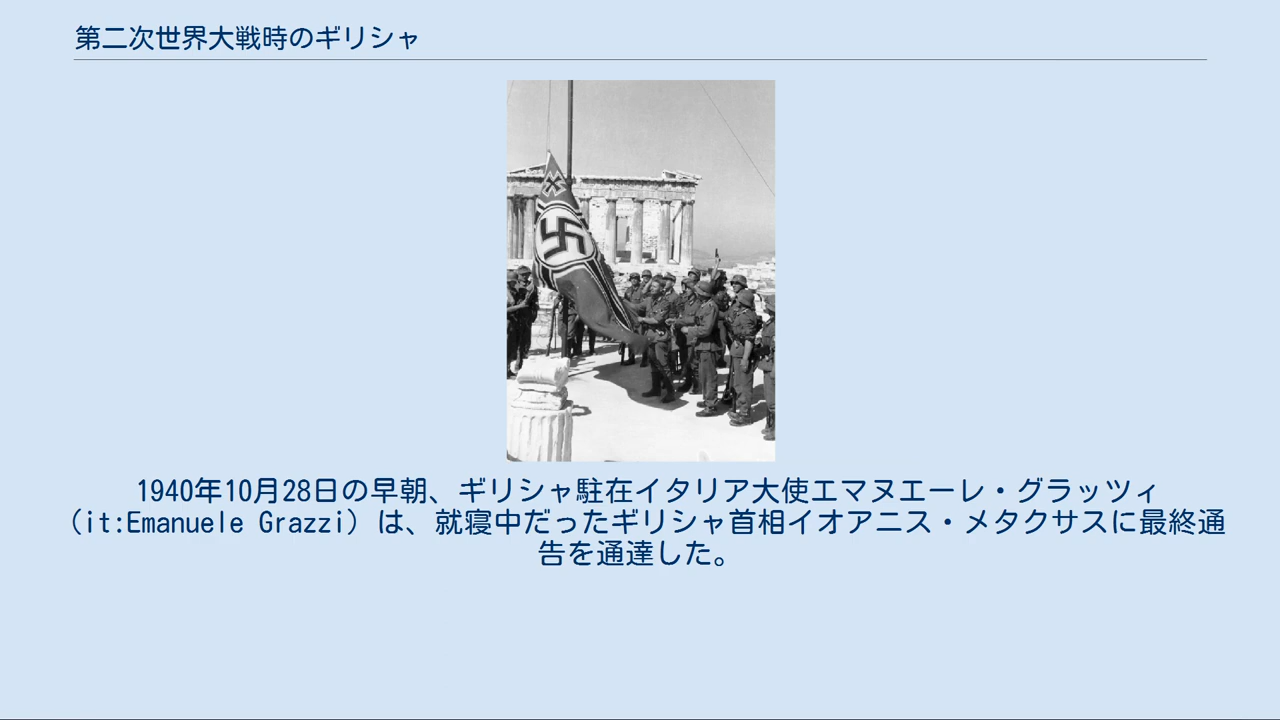 第二次世界大戦時のギリシャ
1940年10月28日の早朝、ギリシャ駐在イタリア大使エマヌエーレ・グラッツィ
（it:Emanuele Grazzi）は、就寝中だったギリシャ首相イオアニス・メタクサスに最終通
告を通達した。